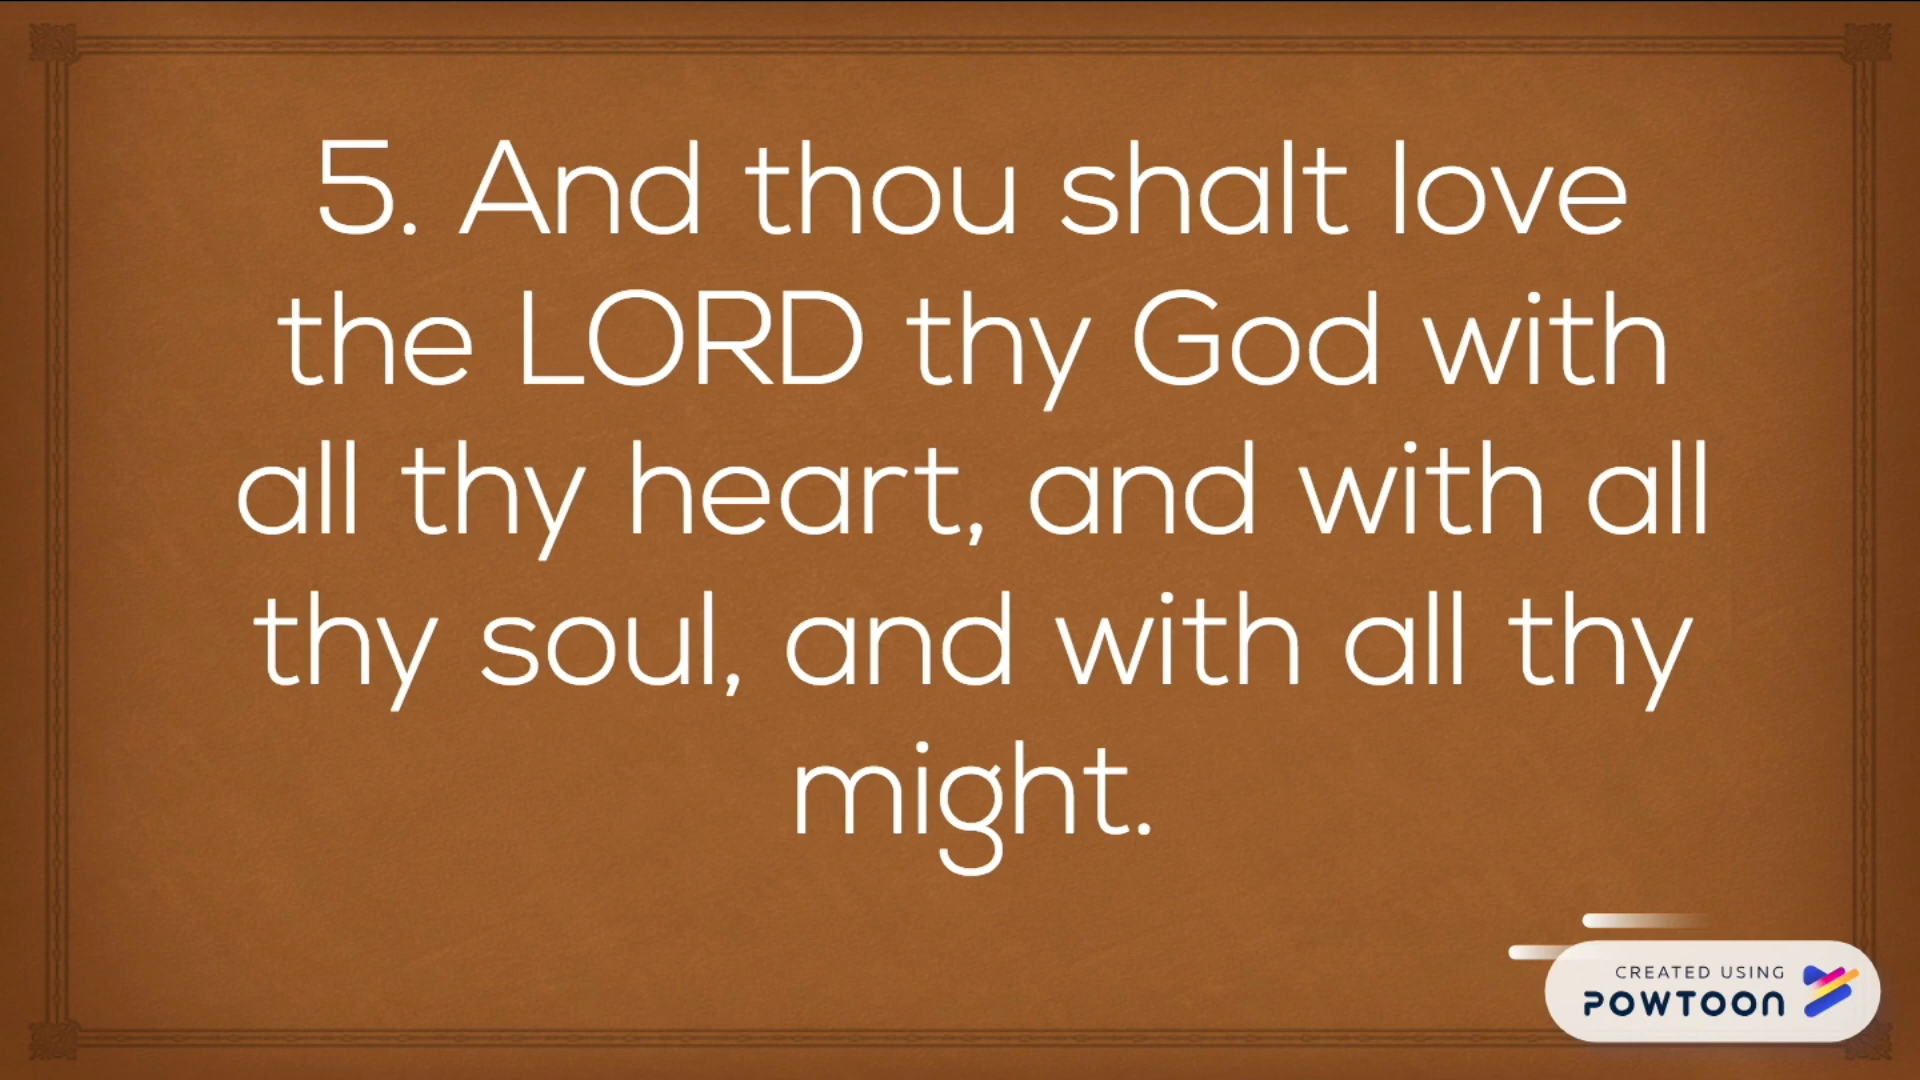 5. And thou shalt love
the LORD thy God with
all thy heart, and with all
thy soul, and with all thy
might.
CREATED USING
POWTOON